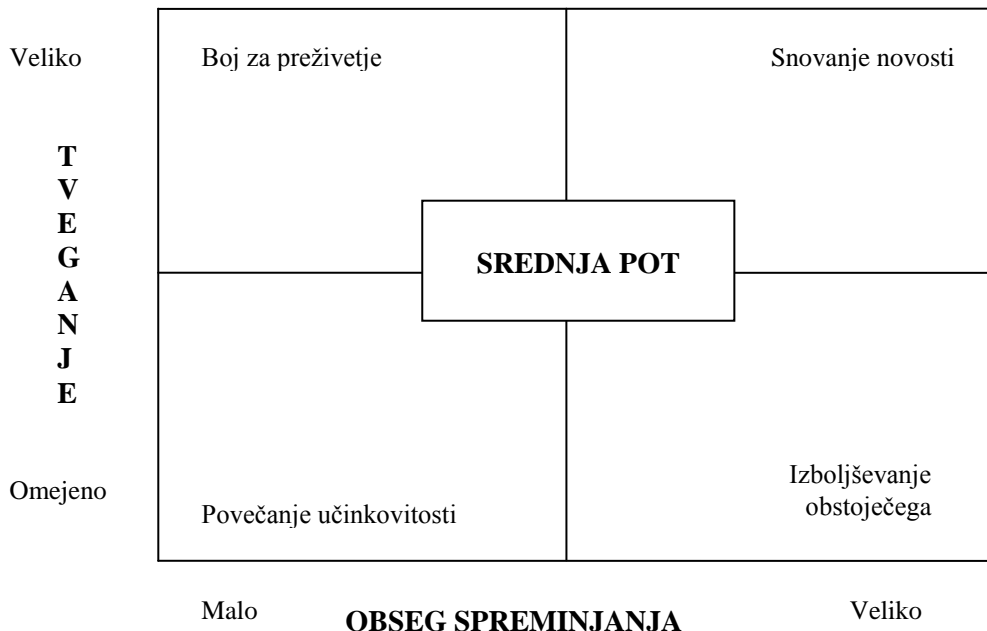 Veliko
Boj za preživetje
Snovanje novosti
T
V
E
G
A
N
J
E
SREDNJA POT
Omejeno
Povečanje učinkovitosti
Izboljševanje
obstoječega
Malo
OBSEG SPREMINJANJA
Veliko